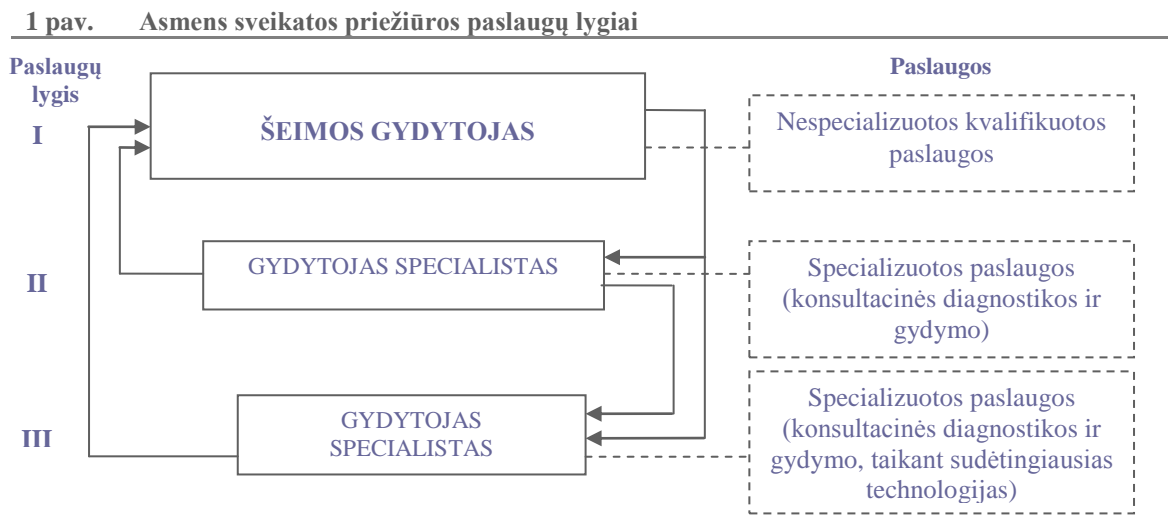 1 pav. Asmens sveikatos priežiūros paslaugų lygiai
Paslaugų
lygis
Paslaugos
I
ŠEIMOS GYDYTOJAS
Nespecializuotos kvalifikuotos
paslaugos
II
GYDYTOJAS SPECIALISTAS
Specializuotos paslaugos
(konsultacinės diagnostikos ir
gydymo)
III
GYDYTOJAS
SPECIALISTAS
Specializuotos paslaugos
(konsultacinės diagnostikos ir
gydymo, taikant sudėtingiausias
technologijas)